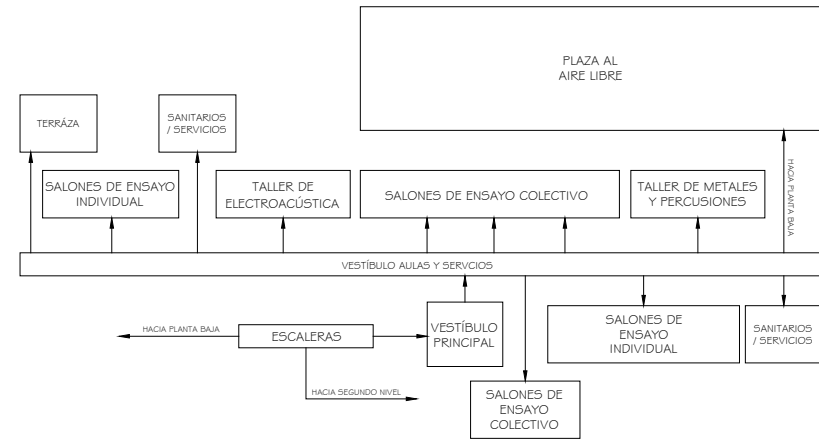 PLAZA AL
AIRE LIBRE
TERRÁZA
SANITARIOS
/ SERVICIOS
SALONES DE ENSAYO
INDIVIDUAL
TALLER DE
ELECTROACÚSTICA
SALONES DE ENSAYO COLECTIVO
TALLER DE METALES
Y PERCUSIONES
HACIA PLANTA BAJA
VESTÍBULO AULAS Y SERVCIOS
HACIA PLANTA BAJA
ESCALERAS
VESTÍBULO
PRINCIPAL
SALONES DE
ENSAYO
INDIVIDUAL
SANITARIOS
/ SERVICIOS
HACIA SEGUNDO NIVEL
SALONES DE
ENSAYO
COLECTIVO